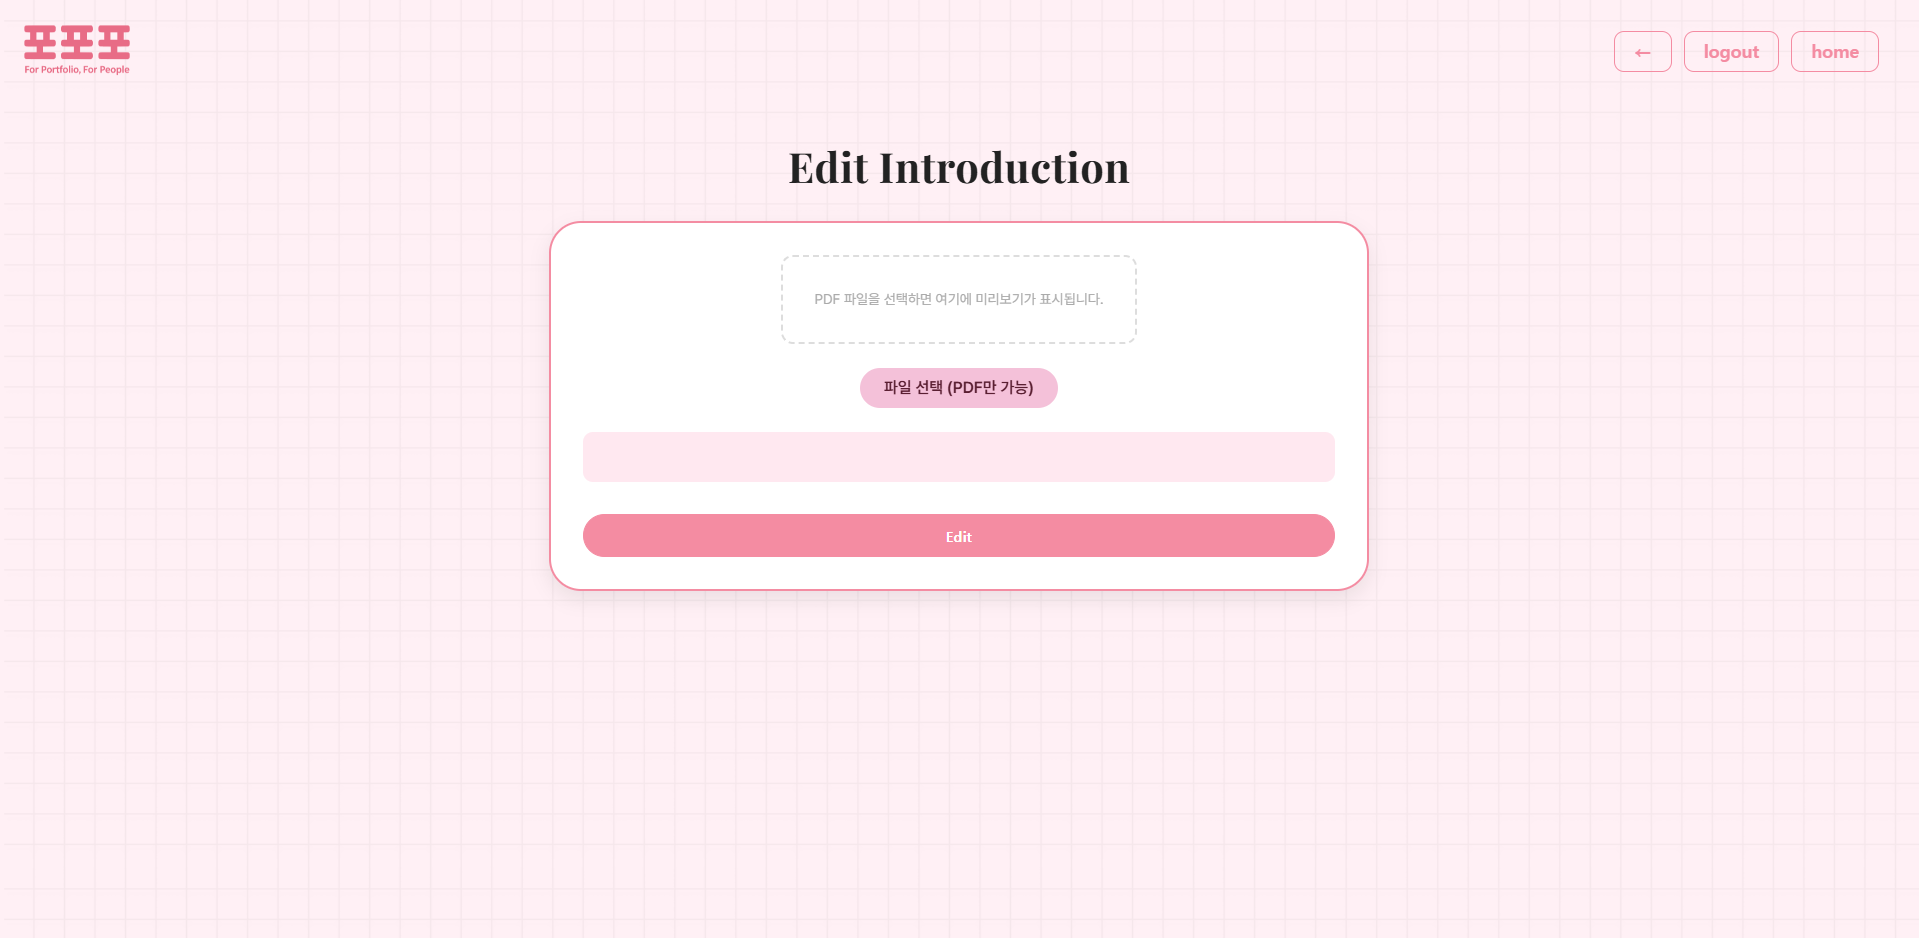 포포포
For Portfolio, For People
←
logout
home
Edit Introduction
PDF 파일을 선택하면 여기에 미리보기가 표시됩니다.
파일 선택 (PDF만 가능)
Edit